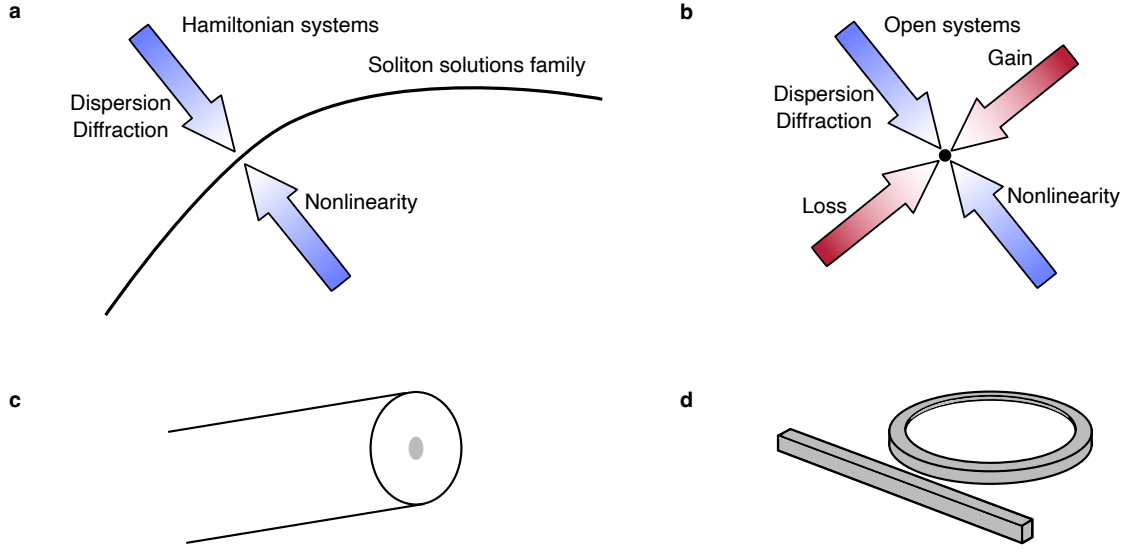 a
Hamiltonian systems
Soliton solutions family
Dispersion
Diffraction
Nonlinearity
b
Open systems
Gain
Dispersion
Diffraction
Loss
Nonlinearity
c
d